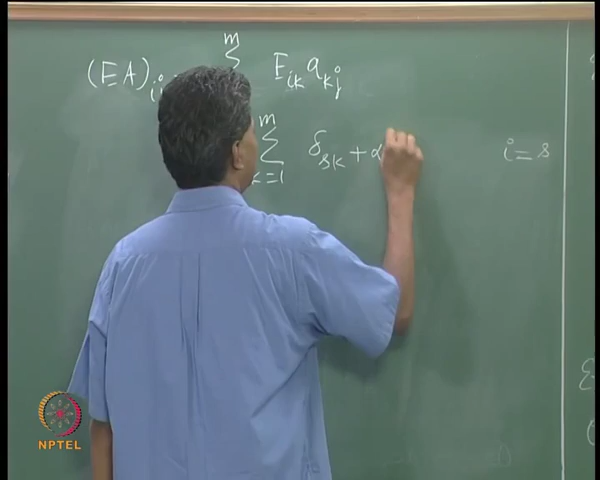 (EA)ij m Σ Eik akj
m Σ k=1 δsk + α i = s
NPTEL